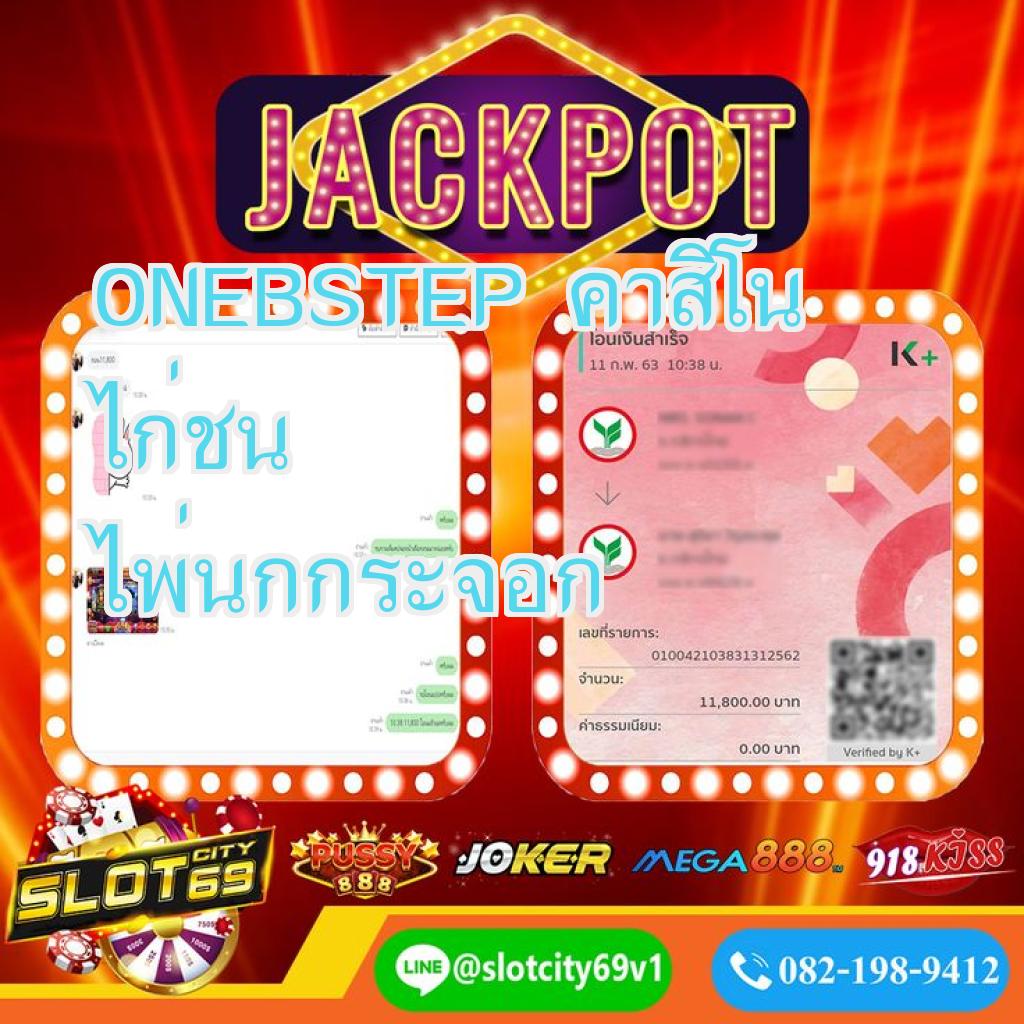 JACKPOT
ONEBSTEP คาสิโน
ไก่ชน
ไพ่นกกระจอก
โอนเงินสำเร็จ
11 ก.พ. 63 10:38 น.
K+
เลขที่รายการ:
010042103831312562
จำนวน:
11,800.00 บาท
ค่าธรรมเนียม:
0.00 บาท
Verified by K+
SLOT CITY 69
PUSSY 888
JOKER
MEGA888
918KISS
LINE @slotcity69v1
082-198-9412